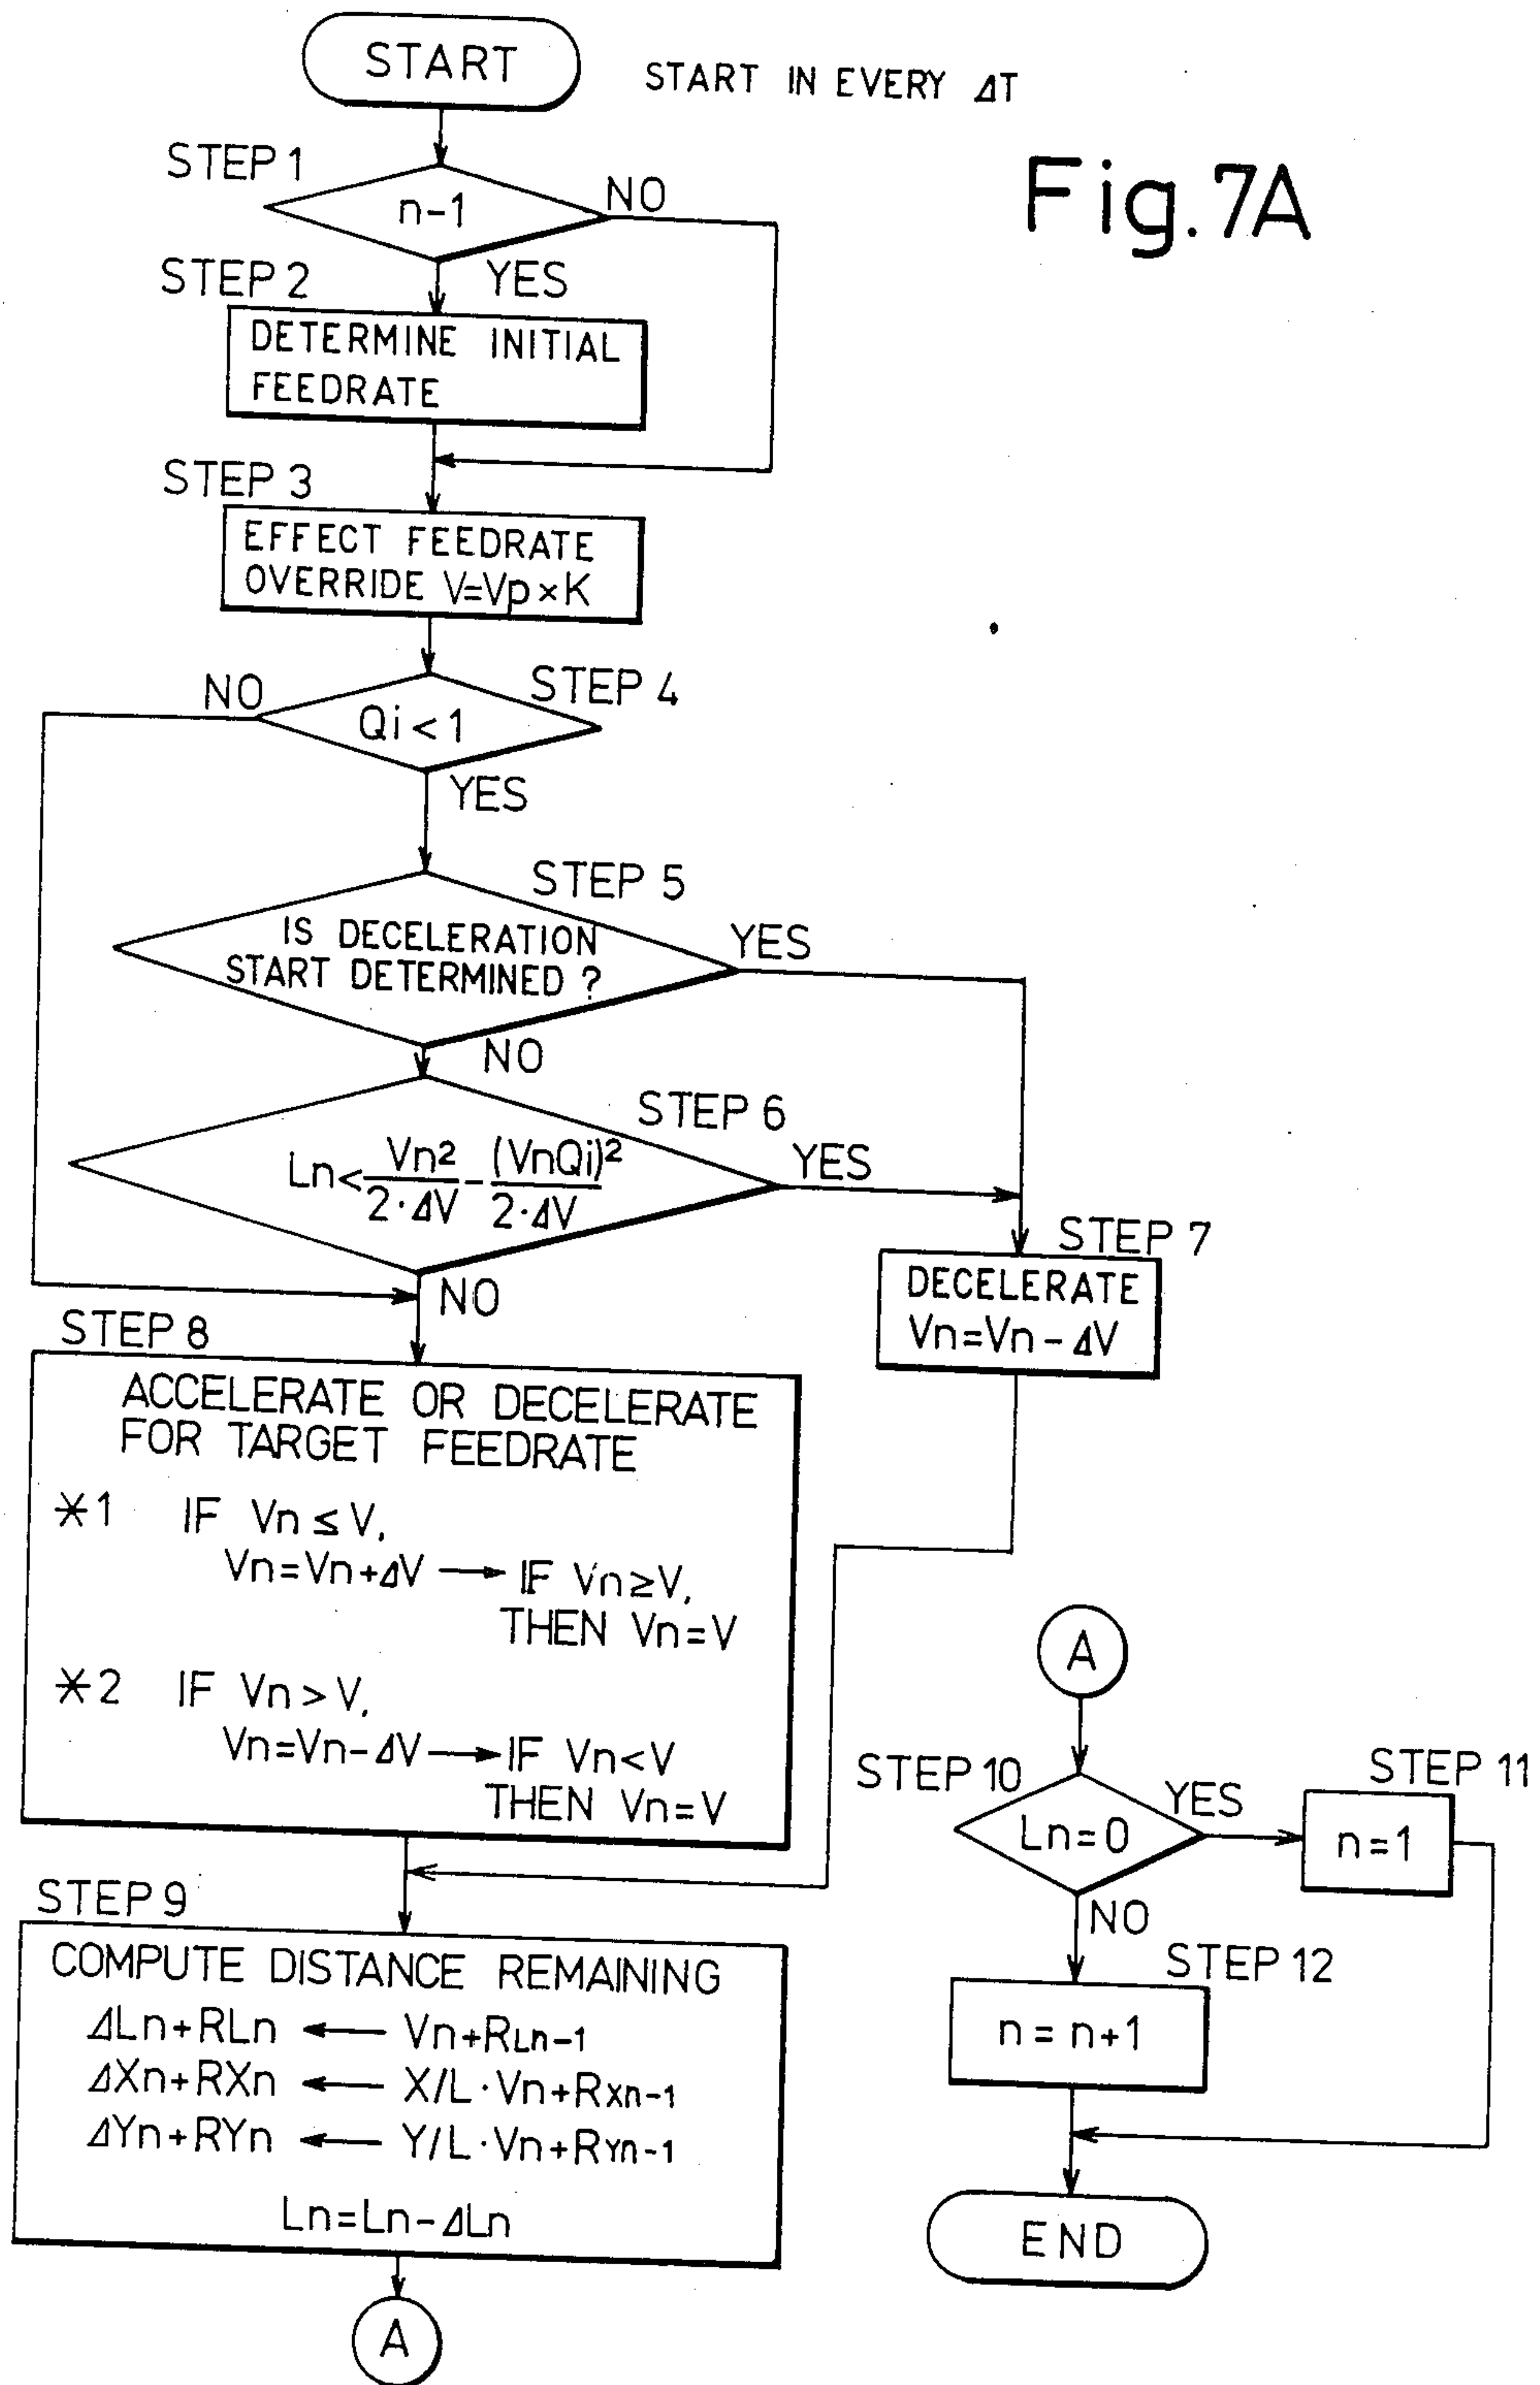 START
START IN EVERY ΔT
Fig.7A
STEP 1
n-1
NO
YES
STEP 2
DETERMINE INITIAL
FEEDRATE
STEP 3
EFFECT FEEDRATE
OVERRIDE V=Vp×K
STEP 4
NO
Qi<1
YES
STEP 5
IS DECELERATION
START DETERMINED ?
YES
NO
STEP 6
Ln<Vn²/2·ΔV-(VnQi)²/2·ΔV
YES
NO
STEP 7
DECELERATE
Vn=Vn-ΔV
STEP 8
ACCELERATE OR DECELERATE
FOR TARGET FEEDRATE
*1 IF Vn≤V,
Vn=Vn+ΔV → IF Vn≥V,
THEN Vn=V
*2 IF Vn>V,
Vn=Vn-ΔV → IF Vn<V
THEN Vn=V
STEP 9
COMPUTE DISTANCE REMAINING
ΔLn+RLn ← Vn+RLn-1
ΔXn+RXn ← X/L·Vn+RXn-1
ΔYn+RYn ← Y/L·Vn+RYn-1
Ln=Ln-ΔLn
A
A
STEP 10
Ln=0
YES
NO
STEP 11
n=1
STEP 12
n=n+1
END